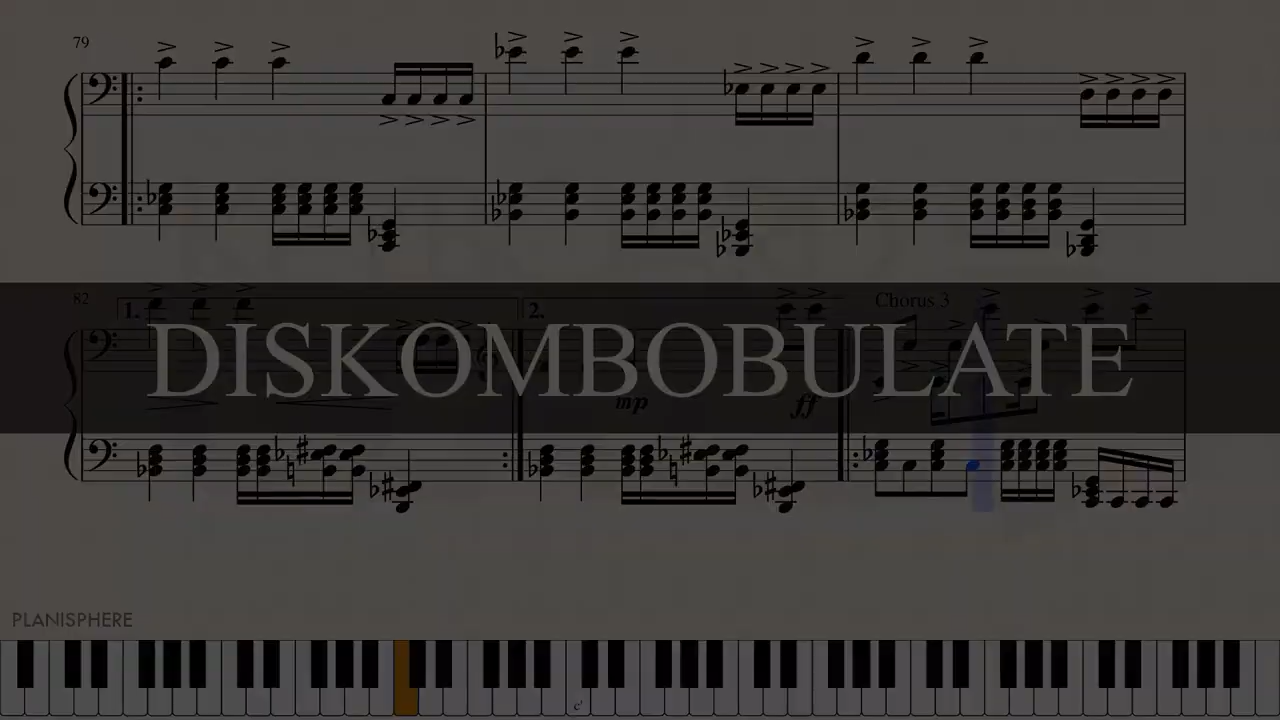 79
82
1.
2.
Chorus 3
DISKOMBOBULATE
mp
ff
PLANISPHERE
c'